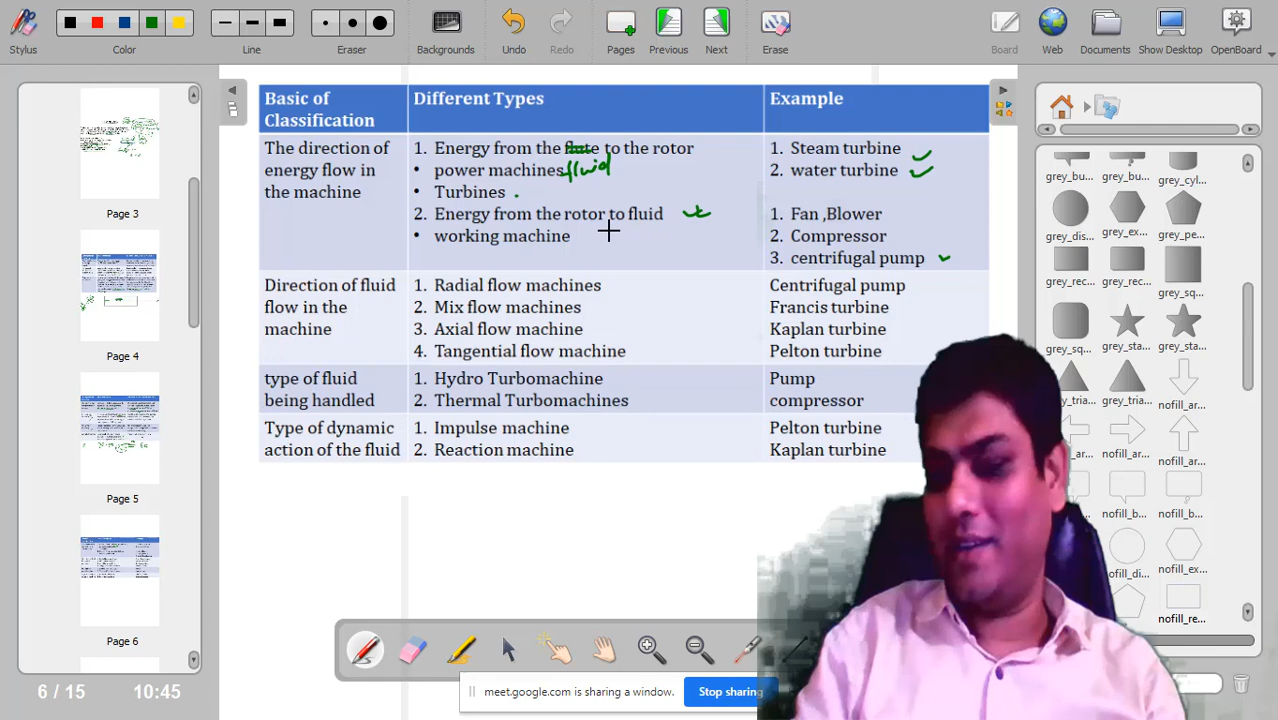 Stylus
Color
Line
Eraser
Backgrounds
Undo
Redo
Pages
Previous
Next
Erase
Board
Web
Documents
Show Desktop
OpenBoard
Page 3
Page 4
Page 5
Page 6
Basic of Classification
Different Types
Example
The direction of energy flow in the machine
1. Energy from the to the rotor
fluid
• power machines
• Turbines
2. Energy from the rotor to fluid
• working machine
1. Steam turbine
2. water turbine
1. Fan ,Blower
2. Compressor
3. centrifugal pump
Direction of fluid flow in the machine
1. Radial flow machines
2. Mix flow machines
3. Axial flow machine
4. Tangential flow machine
Centrifugal pump
Francis turbine
Kaplan turbine
Pelton turbine
type of fluid being handled
1. Hydro Turbomachine
2. Thermal Turbomachines
Pump
compressor
Type of dynamic action of the fluid
1. Impulse machine
2. Reaction machine
Pelton turbine
Kaplan turbine
grey_bu...
grey_bu...
grey_cyl...
grey_dis...
grey_ex...
grey_pe...
grey_rec...
grey_rec...
grey_sq...
grey_sq...
grey_sta...
grey_sta...
grey_tria...
grey_tria...
nofill_ar...
nofill_ar...
nofill_ar...
nofill_b...
nofill_b...
nofill_di...
nofill_ex...
nofill_re...
6 / 15
10:45
meet.google.com is sharing a window.
Stop sharing